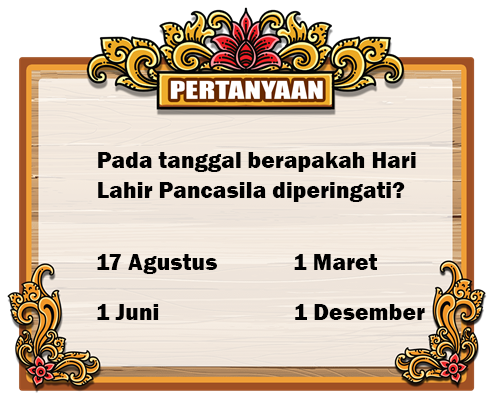 PERTANYAAN
Pada tanggal berapakah Hari
Lahir Pancasila diperingati?
17 Agustus
1 Maret
1 Juni
1 Desember